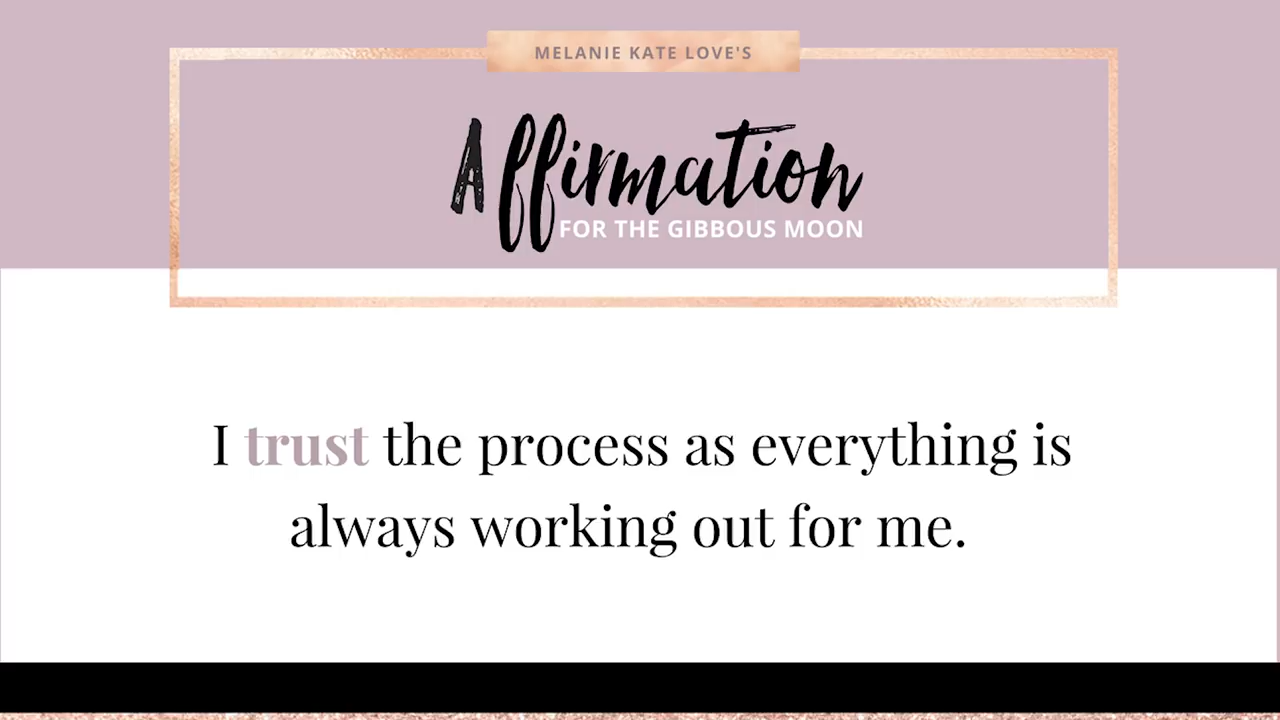 MELANIE KATE LOVE'S
Affirmation
FOR THE GIBBOUS MOON
I trust the process as everything is
always working out for me.